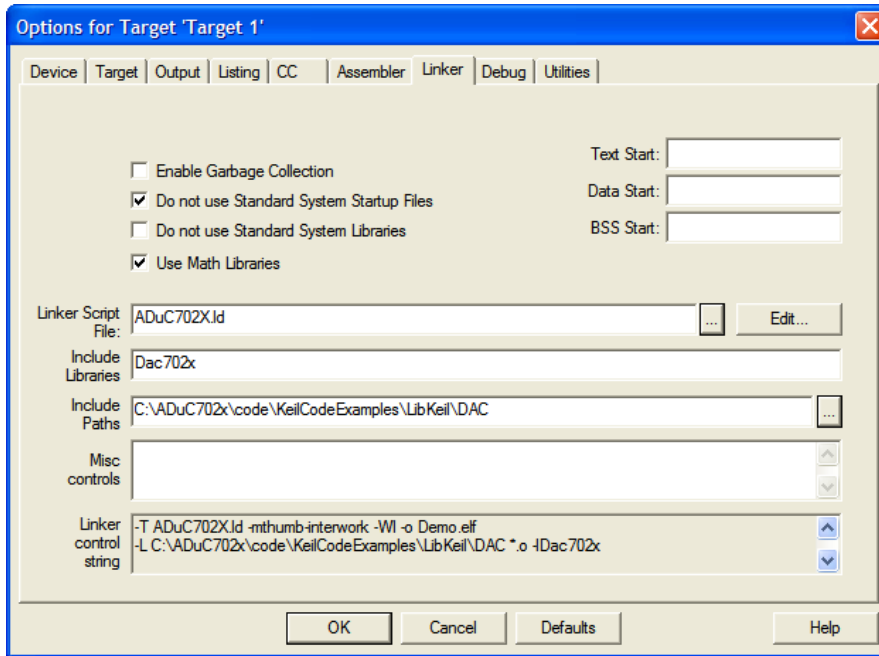 Options for Target 'Target 1'
Device Target Output Listing CC Assembler Linker Debug Utilities
Enable Garbage Collection
Do not use Standard System Startup Files
Do not use Standard System Libraries
Use Math Libraries
Text Start:
Data Start:
BSS Start:
Linker Script File:
ADuC702X.ld
...
Edit...
Include Libraries
Dac702x
Include Paths
C:\ADuC702x\code\KeilCodeExamples\LibKeil\DAC
...
Misc controls
Linker control string
-T ADuC702X.ld -mthumb-interwork -Wl -o Demo.elf
-L C:\ADuC702x\code\KeilCodeExamples\LibKeil\DAC *.o -lDac702x
OK Cancel Defaults Help